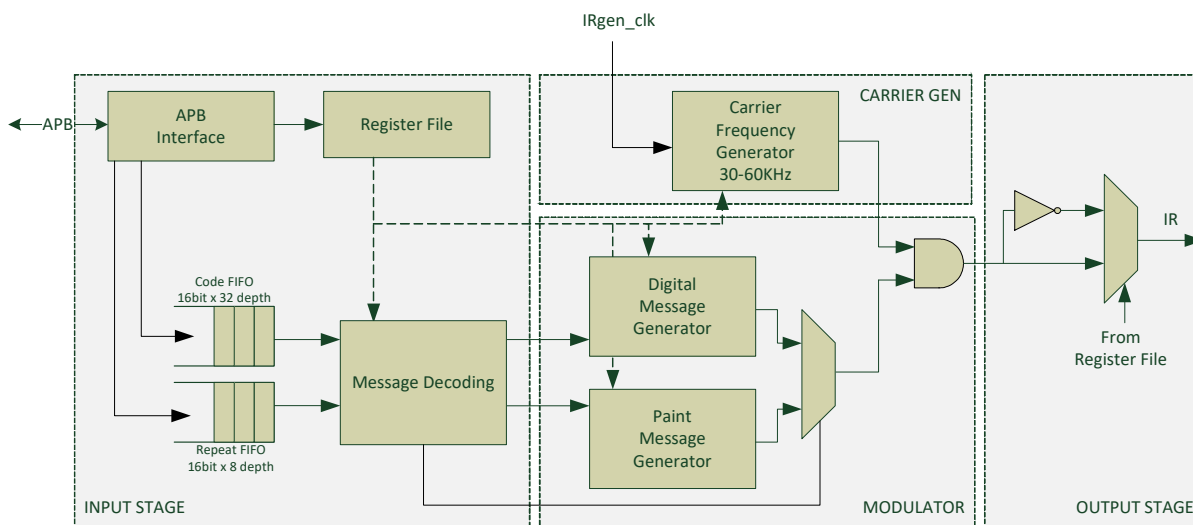 IRgen_clk
APB
APB
Interface
Register File
Carrier
Frequency
Generator
30-60KHz
CARRIER GEN
Code FIFO
16bit x 32 depth
Message Decoding
Repeat FIFO
16bit x 8 depth
INPUT STAGE
Digital
Message
Generator
Paint
Message
Generator
MODULATOR
IR
From
Register File
OUTPUT STAGE